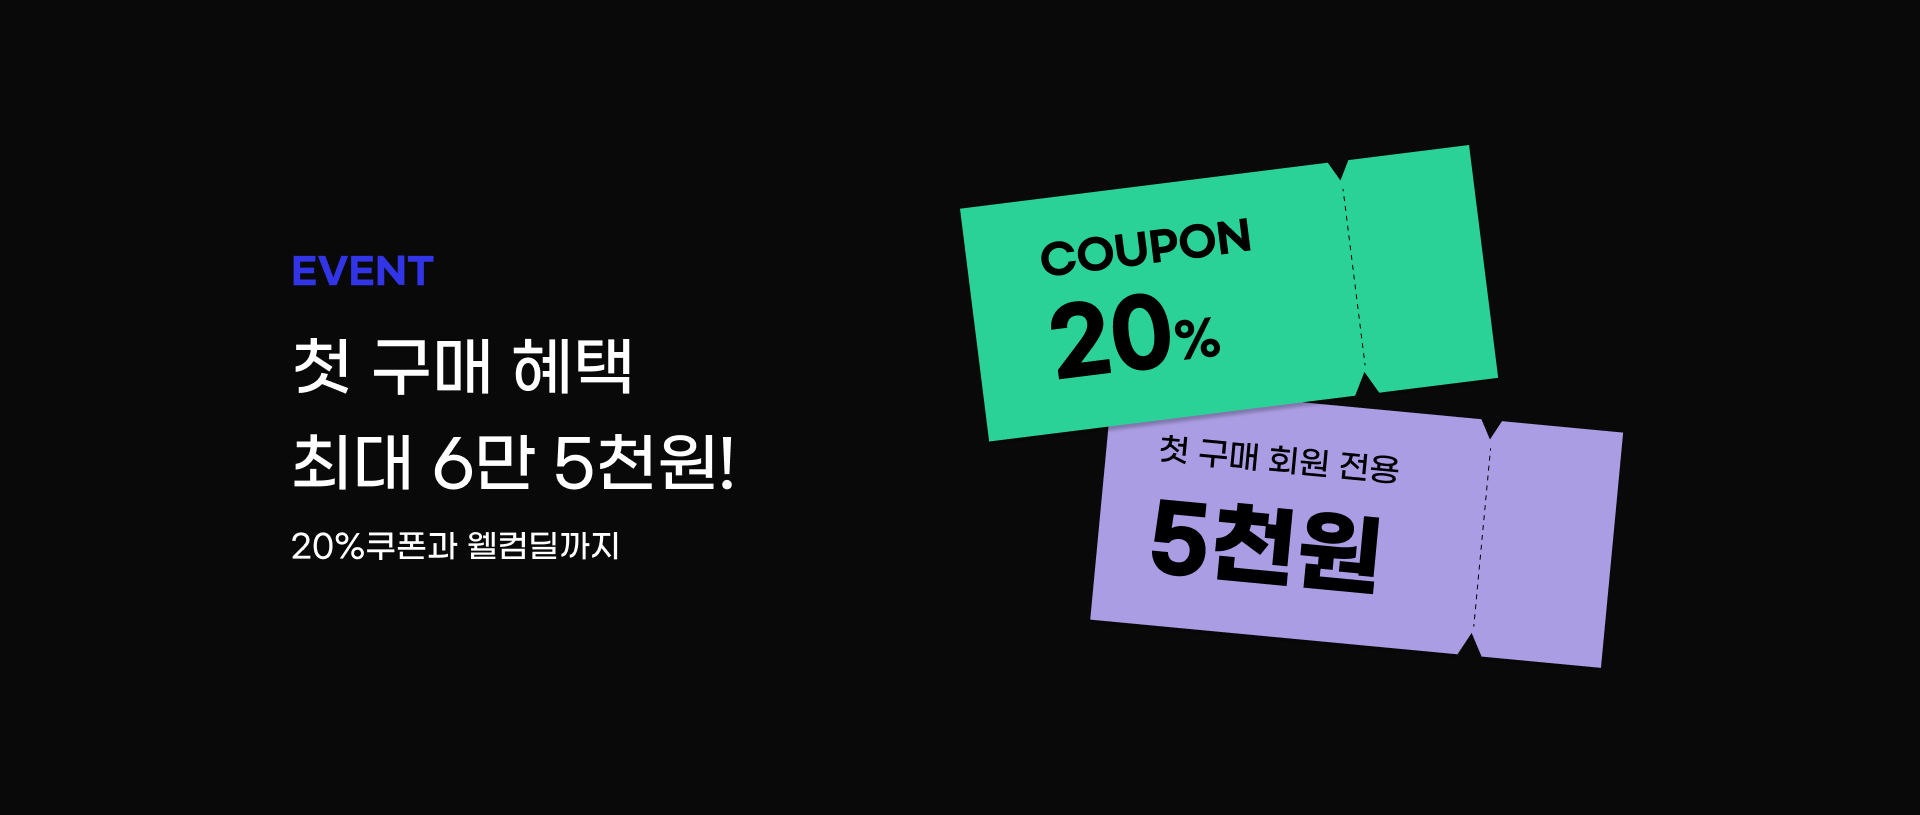 EVENT
첫 구매 혜택
최대 6만 5천원!
20%쿠폰과 웰컴딜까지
COUPON
20%
첫 구매 회원 전용
5천원